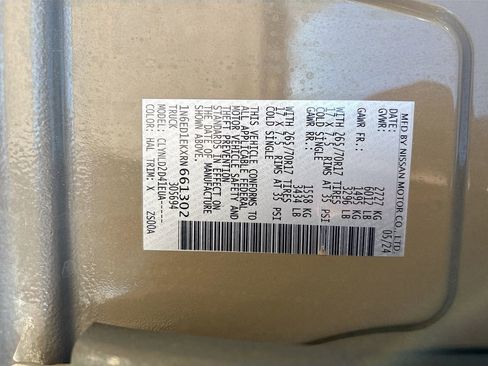 MFD BY NISSAN MOTOR CO., LTD.
DATE: 05/24
GVWR: 2727 KG
6012 LB
GAWR FR.: 1495 KG
3296 LB
WITH 265/70R17 TIRES
17 X 7.5 RIMS AT 35 PSI
COLD SINGLE
GAWR RR.: 1558 KG
3434 LB
WITH 265/70R17 TIRES
17 X 7.5 RIMS AT 35 PSI
COLD SINGLE
THIS VEHICLE CONFORMS TO
ALL APPLICABLE FEDERAL
MOTOR VEHICLE SAFETY AND
THEFT PREVENTION
STANDARDS IN EFFECT ON
THE DATE OF MANUFACTURE
SHOWN ABOVE.
1N6ED1EKXRN661302
TRUCK 305694
MODEL: CLYNLD2D41EUA-----
COLOR: HAL TRIM: X ZS00A